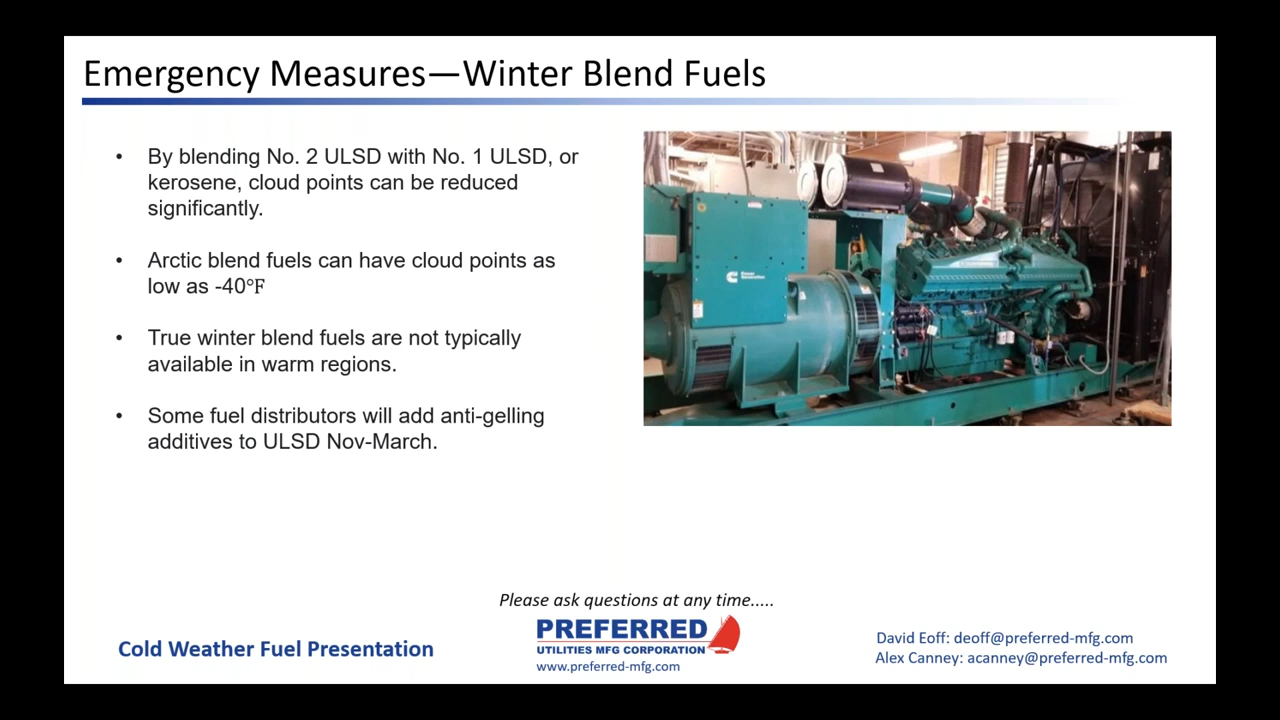 Emergency Measures—Winter Blend Fuels
• By blending No. 2 ULSD with No. 1 ULSD, or
kerosene, cloud points can be reduced
significantly.
• Arctic blend fuels can have cloud points as
low as -40°F
• True winter blend fuels are not typically
available in warm regions.
• Some fuel distributors will add anti-gelling
additives to ULSD Nov-March.
Power
Generation
Please ask questions at any time.....
Cold Weather Fuel Presentation
PREFERRED
UTILITIES MFG CORPORATION
www.preferred-mfg.com
David Eoff: deoff@preferred-mfg.com
Alex Canney: acanney@preferred-mfg.com